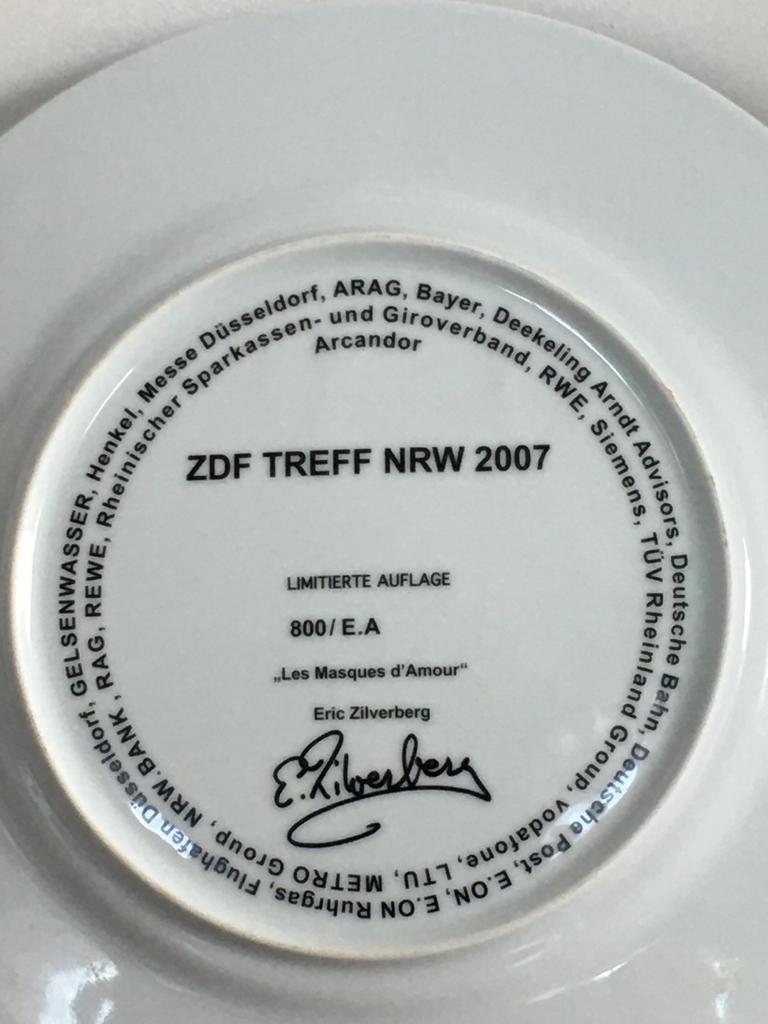 ARAG, Bayer, Deekeling Arndt Advisors, Deutsche Bahn, Deutsche Post, E.ON, E.ON Ruhrgas, Flughafen Düsseldorf, GELSENWASSER, Henkel, Messe Düsseldorf,
Rheinischer Sparkassen- und Giroverband, RWE, Siemens, TÜV Rheinland Group, vodafone, LTU, METRO Group, NRW.BANK, RAG, REWE,
Arcandor
ZDF TREFF NRW 2007
LIMITIERTE AUFLAGE
800/ E.A
„Les Masques d'Amour“
Eric Zilverberg
E. Zilverberg